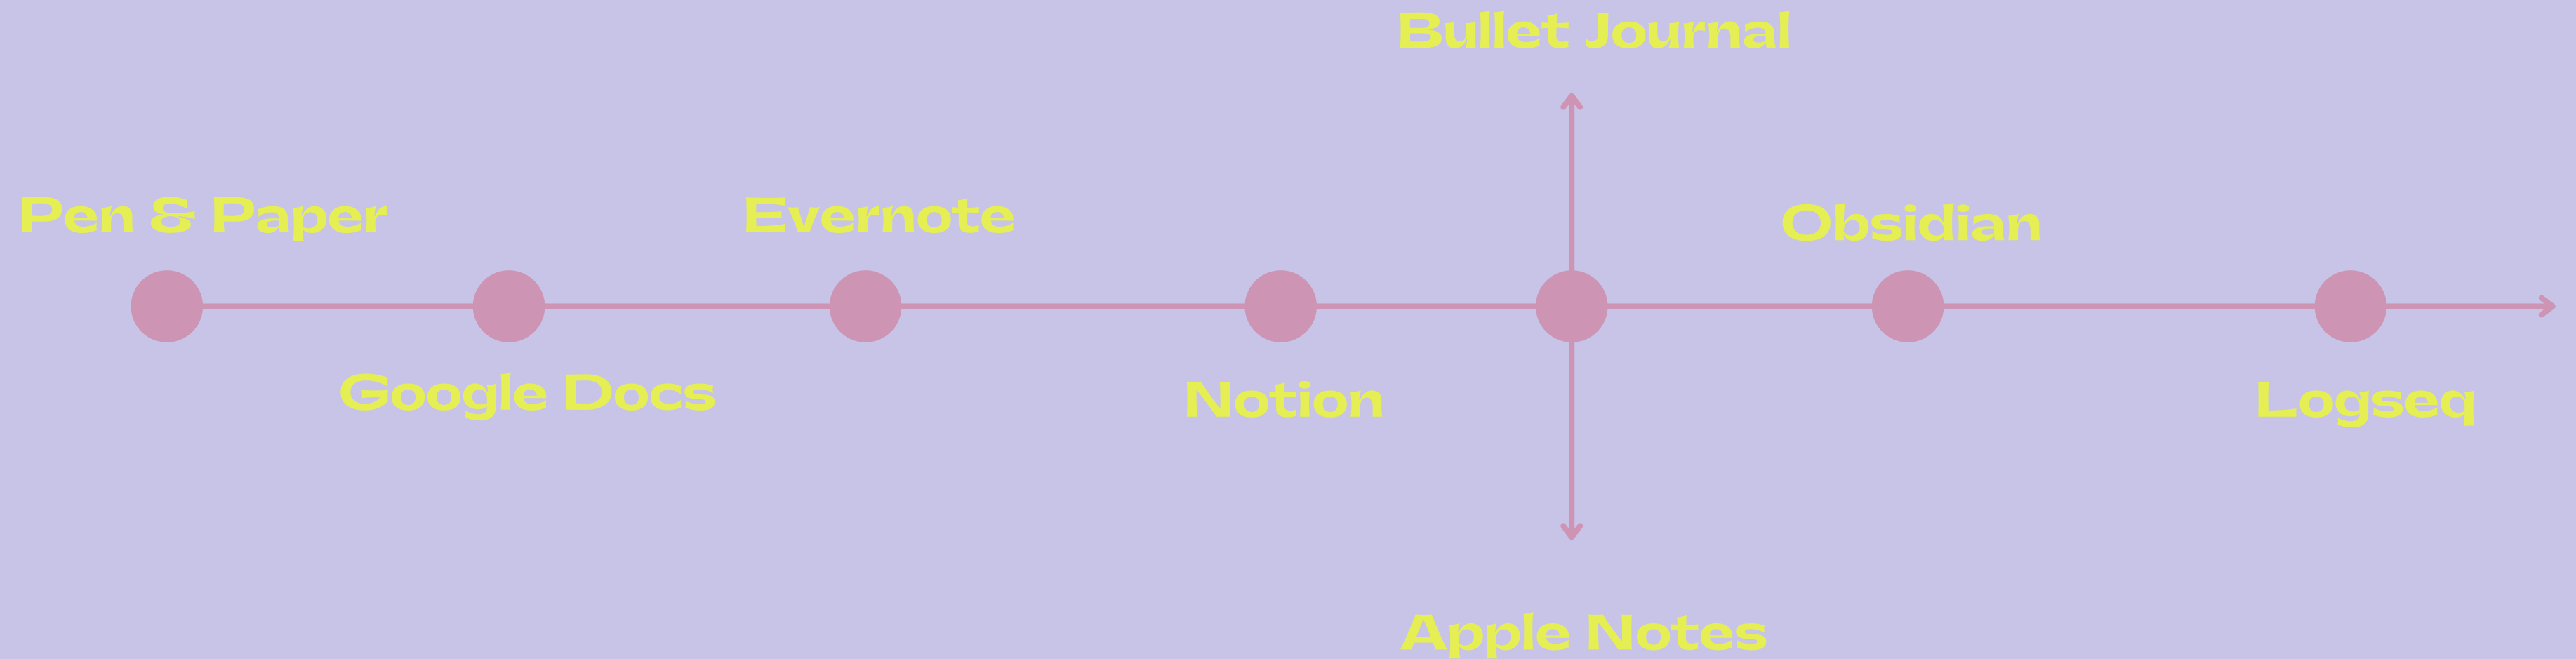 Bullet Journal
Pen & Paper
Evernote
Obsidian
Google Docs
Notion
Logseq
Apple Notes